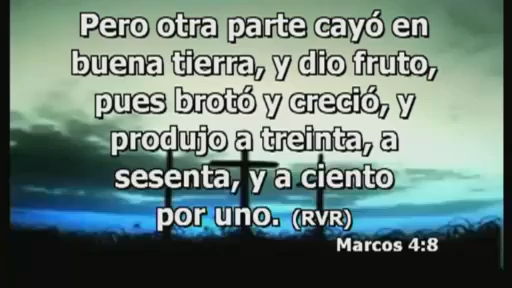 Pero otra parte cayó en
buena tierra, y dio fruto,
pues brotó y creció, y
produjo a treinta, a
sesenta, y a ciento
por uno. (RVR)
Marcos 4:8